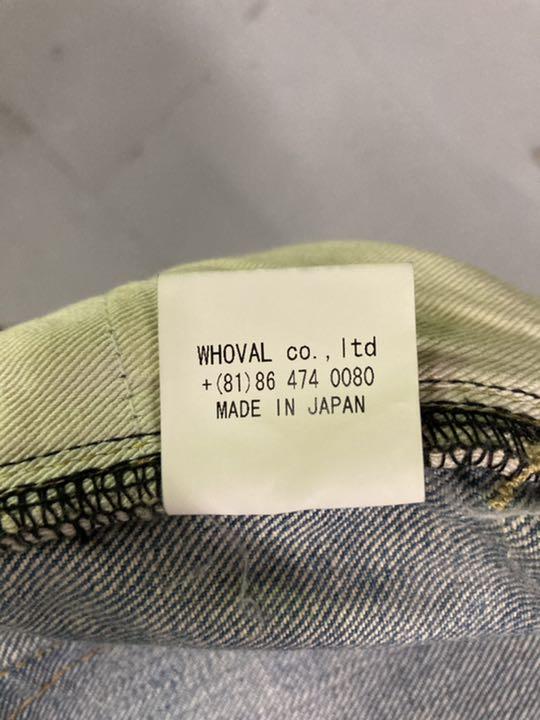 WHOVAL co.,ltd
+(81)86 474 0080
MADE IN JAPAN